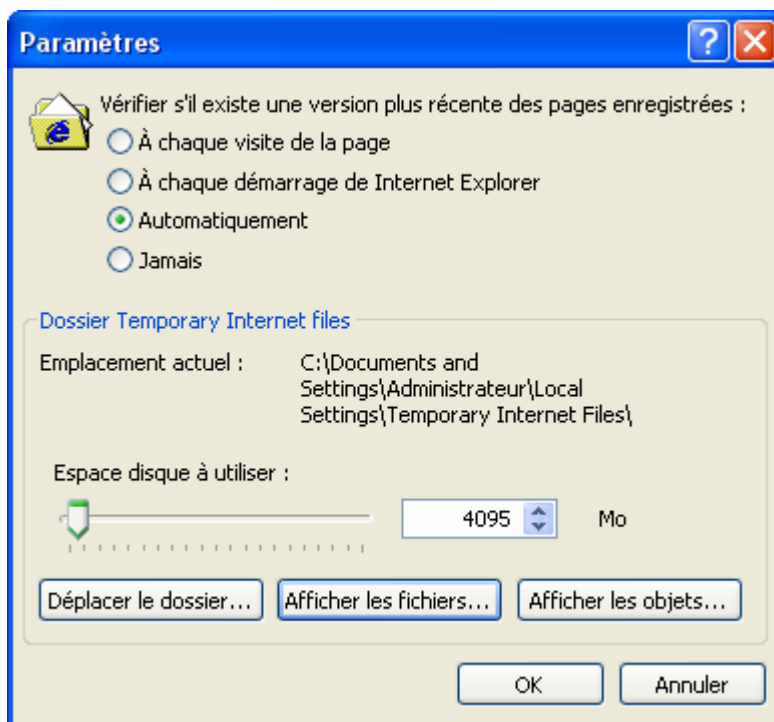 Paramètres
Vérifier s'il existe une version plus récente des pages enregistrées :
À chaque visite de la page
À chaque démarrage de Internet Explorer
Automatiquement
Jamais
Dossier Temporary Internet files
Emplacement actuel : C:\Documents and
Settings\Administrateur\Local
Settings\Temporary Internet Files\
Espace disque à utiliser :
4095 Mo
Déplacer le dossier... Afficher les fichiers... Afficher les objets...
OK Annuler